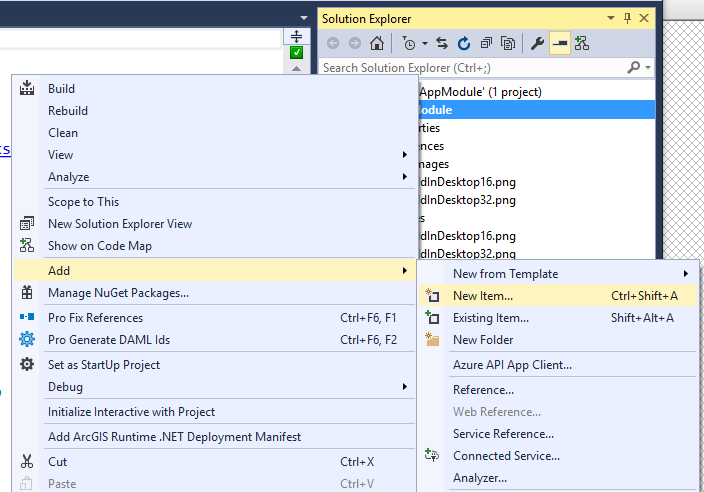 Solution Explorer
Search Solution Explorer (Ctrl+;)
AppModule' (1 project)
odule
rties
ences
mages
dInDesktop16.png
dInDesktop32.png
es
dInDesktop16.png
dInDesktop32.png
ts
Build
Rebuild
Clean
View
Analyze
Scope to This
New Solution Explorer View
Show on Code Map
Add
Manage NuGet Packages...
Pro Fix References Ctrl+F6, F1
Pro Generate DAML Ids Ctrl+F6, F2
Set as StartUp Project
Debug
Initialize Interactive with Project
Add ArcGIS Runtime .NET Deployment Manifest
Cut Ctrl+X
Paste Ctrl+V
New from Template
New Item... Ctrl+Shift+A
Existing Item... Shift+Alt+A
New Folder
Azure API App Client...
Reference...
Web Reference...
Service Reference...
Connected Service...
Analyzer...